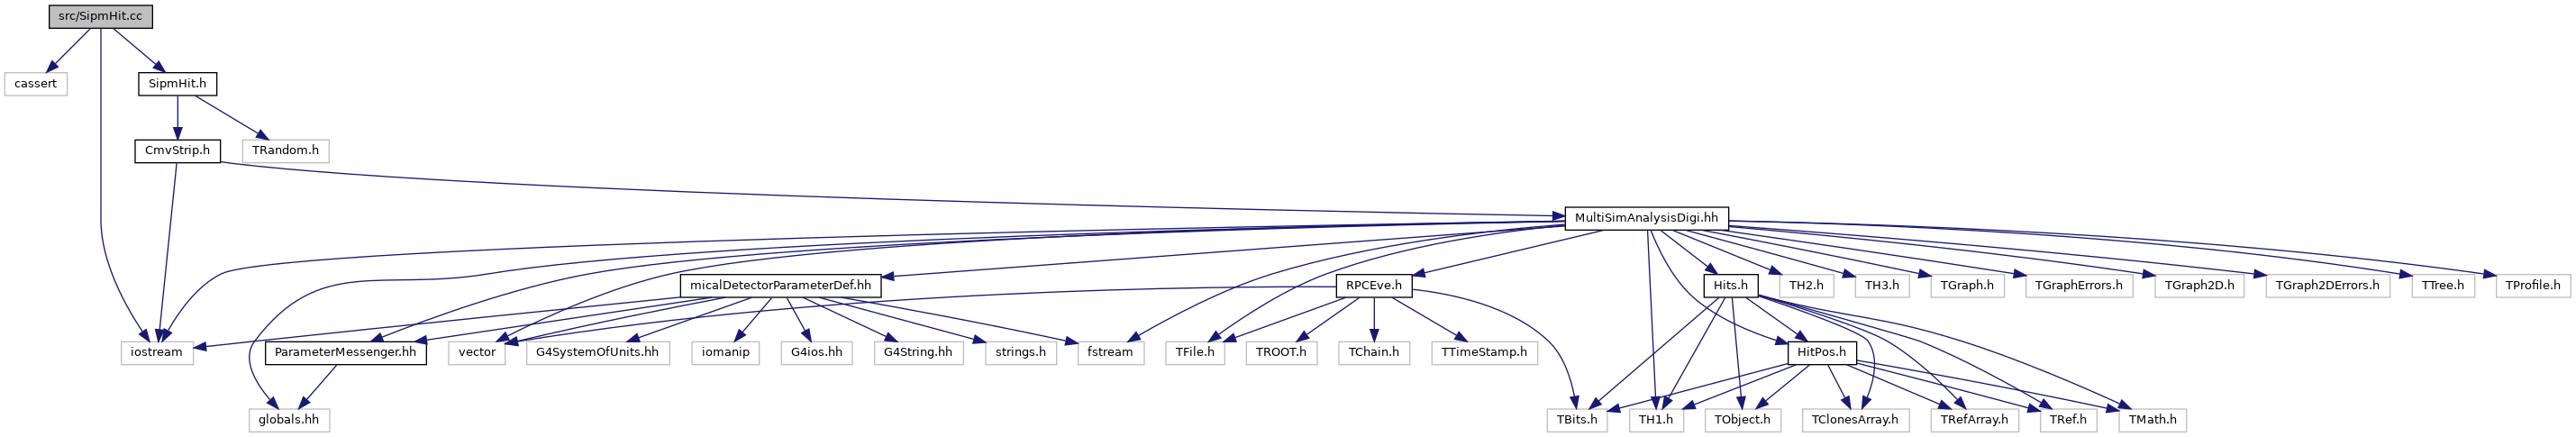 src/SipmHit.cc
cassert
SipmHit.h
CmvStrip.h
TRandom.h
MultiSimAnalysisDigi.hh
micalDetectorParameterDef.hh
RPCEve.h
Hits.h
TH2.h
TH3.h
TGraph.h
TGraphErrors.h
TGraph2D.h
TGraph2DErrors.h
TTree.h
TProfile.h
iostream
ParameterMessenger.hh
vector
G4SystemOfUnits.hh
iomanip
G4ios.hh
G4String.hh
strings.h
fstream
TFile.h
TROOT.h
TChain.h
TTimeStamp.h
HitPos.h
globals.hh
TBits.h
TH1.h
TObject.h
TClonesArray.h
TRefArray.h
TRef.h
TMath.h